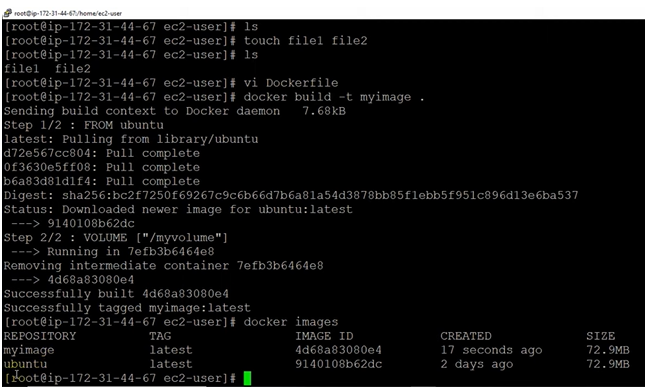 root@ip-172-31-44-67:/home/ec2-user
[root@ip-172-31-44-67 ec2-user]# ls
[root@ip-172-31-44-67 ec2-user]# touch file1 file2
[root@ip-172-31-44-67 ec2-user]# ls
file1  file2
[root@ip-172-31-44-67 ec2-user]# vi Dockerfile
[root@ip-172-31-44-67 ec2-user]# docker build -t myimage .
Sending build context to Docker daemon   7.68kB
Step 1/2 : FROM ubuntu
latest: Pulling from library/ubuntu
d72e567cc804: Pull complete
0f3630e5ff08: Pull complete
b6a83d81d1f4: Pull complete
Digest: sha256:bc2f7250f69267c9c6b66d7b6a81a54d3878bb85f1ebb5f951c896d13e6ba537
Status: Downloaded newer image for ubuntu:latest
 ---> 9140108b62dc
Step 2/2 : VOLUME ["/myvolume"]
 ---> Running in 7efb3b6464e8
Removing intermediate container 7efb3b6464e8
 ---> 4d68a83080e4
Successfully built 4d68a83080e4
Successfully tagged myimage:latest
[root@ip-172-31-44-67 ec2-user]# docker images
REPOSITORY          TAG                 IMAGE ID            CREATED             SIZE
myimage             latest              4d68a83080e4        17 seconds ago      72.9MB
ubuntu              latest              9140108b62dc        2 days ago          72.9MB
[root@ip-172-31-44-67 ec2-user]#